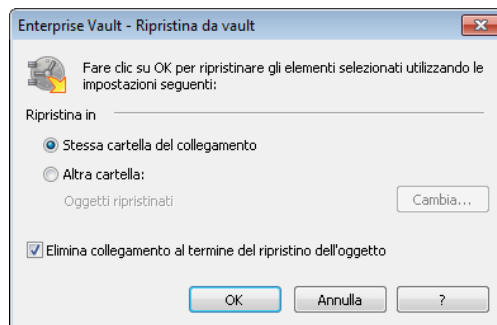 Enterprise Vault - Ripristina da vault
Fare clic su OK per ripristinare gli elementi selezionati utilizzando le
impostazioni seguenti:
Ripristina in
Stessa cartella del collegamento
Altra cartella:
Oggetti ripristinati
Cambia...
Elimina collegamento al termine del ripristino dell'oggetto
OK
Annulla
?